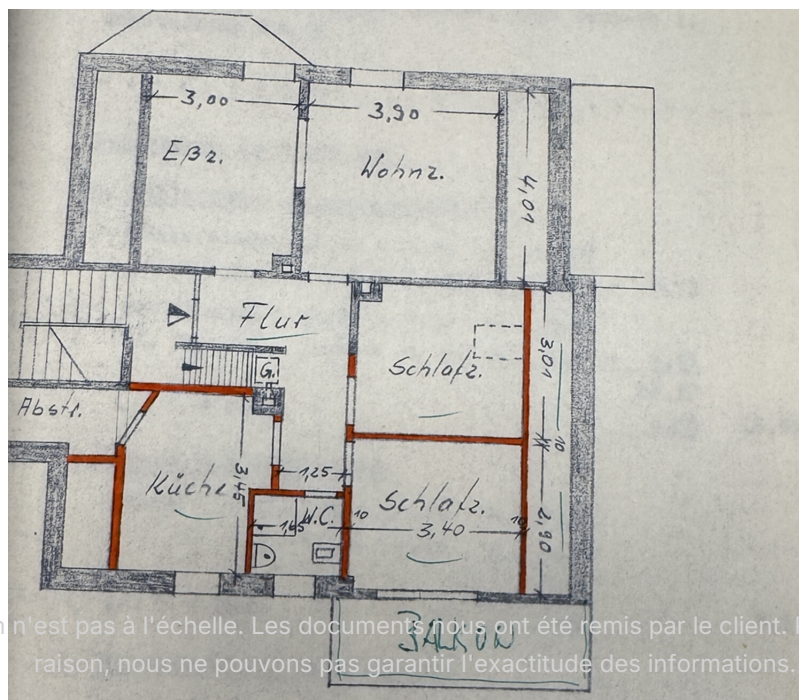 3,00
3,90
Eßz.
Wohnz.
4,01
Flur
G.
Schlafz.
3,01
Abstr.
10
Küche
3,45
1,25
Schlafz.
W.C.
1,65
10
3,40
10
2,90
BALKON
n n'est pas à l'échelle. Les documents nous ont été remis par le client.
raison, nous ne pouvons pas garantir l'exactitude des informations.